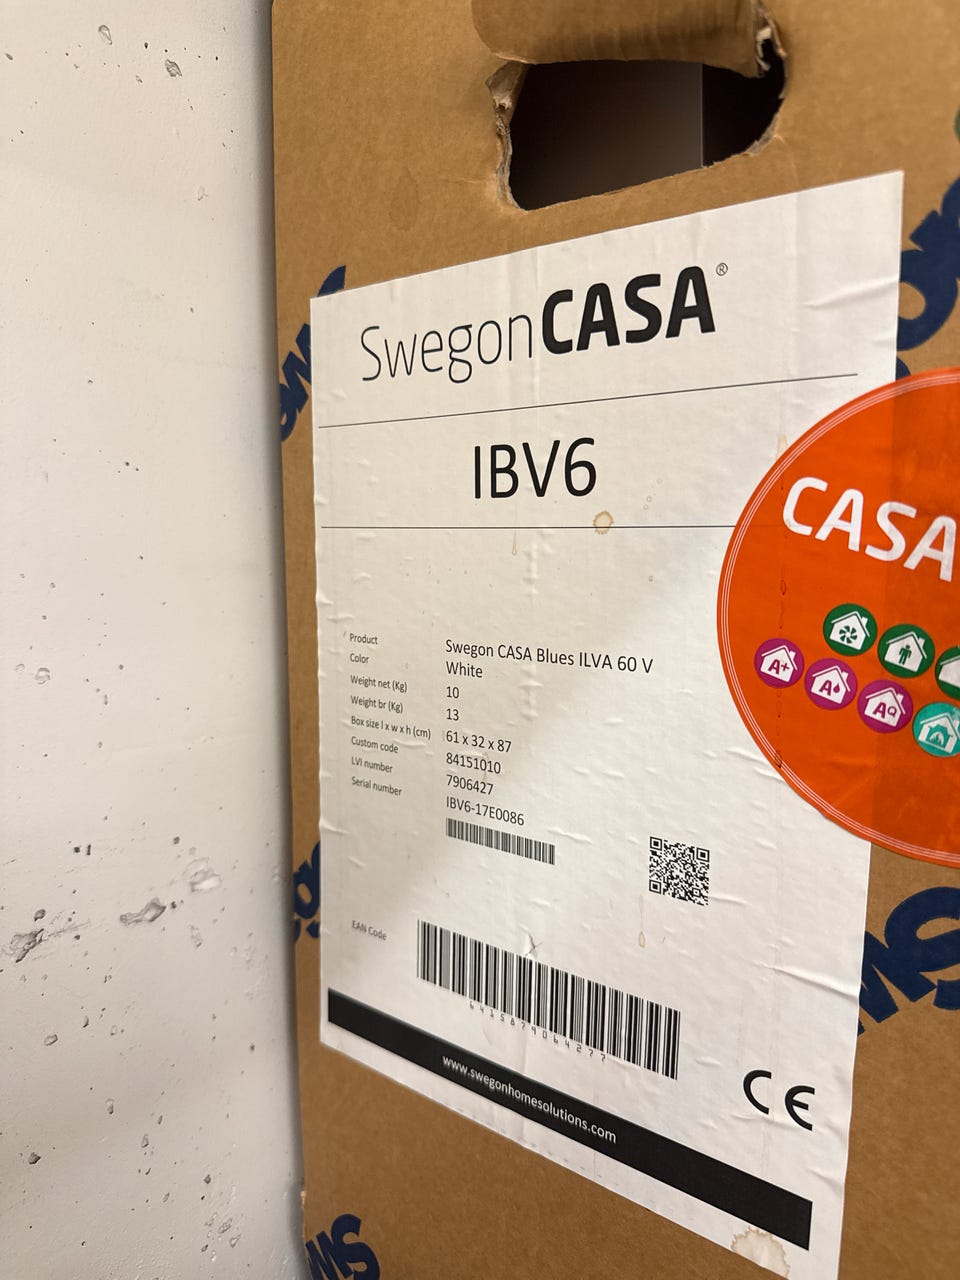 SwegonCASA®
IBV6
CASA
A+
A
A
Product Swegon CASA Blues ILVA 60 V
Color White
Weight net (Kg) 10
Weight br (Kg) 13
Box size l x w x h (cm) 61 x 32 x 87
Custom code 84151010
LVI number 7906427
Serial number IBV6-17E0086
EAN Code
6415879064277
www.swegonhomesolutions.com
CE